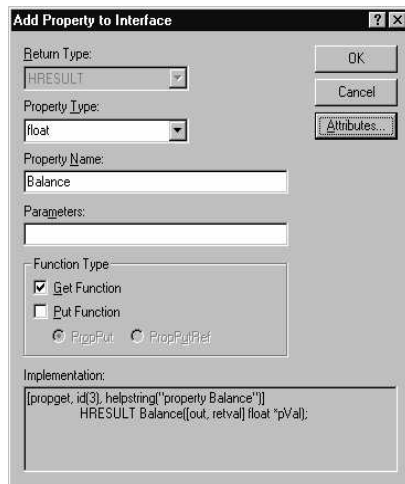 Add Property to Interface
Return Type:
HRESULT
OK
Cancel
Attributes...
Property Type:
float
Property Name:
Balance
Parameters:
Function Type
Get Function
Put Function
PropPut PropPutRef
Implementation:
[propget, id(3), helpstring("property Balance")]
HRESULT Balance([out, retval] float *pVal);